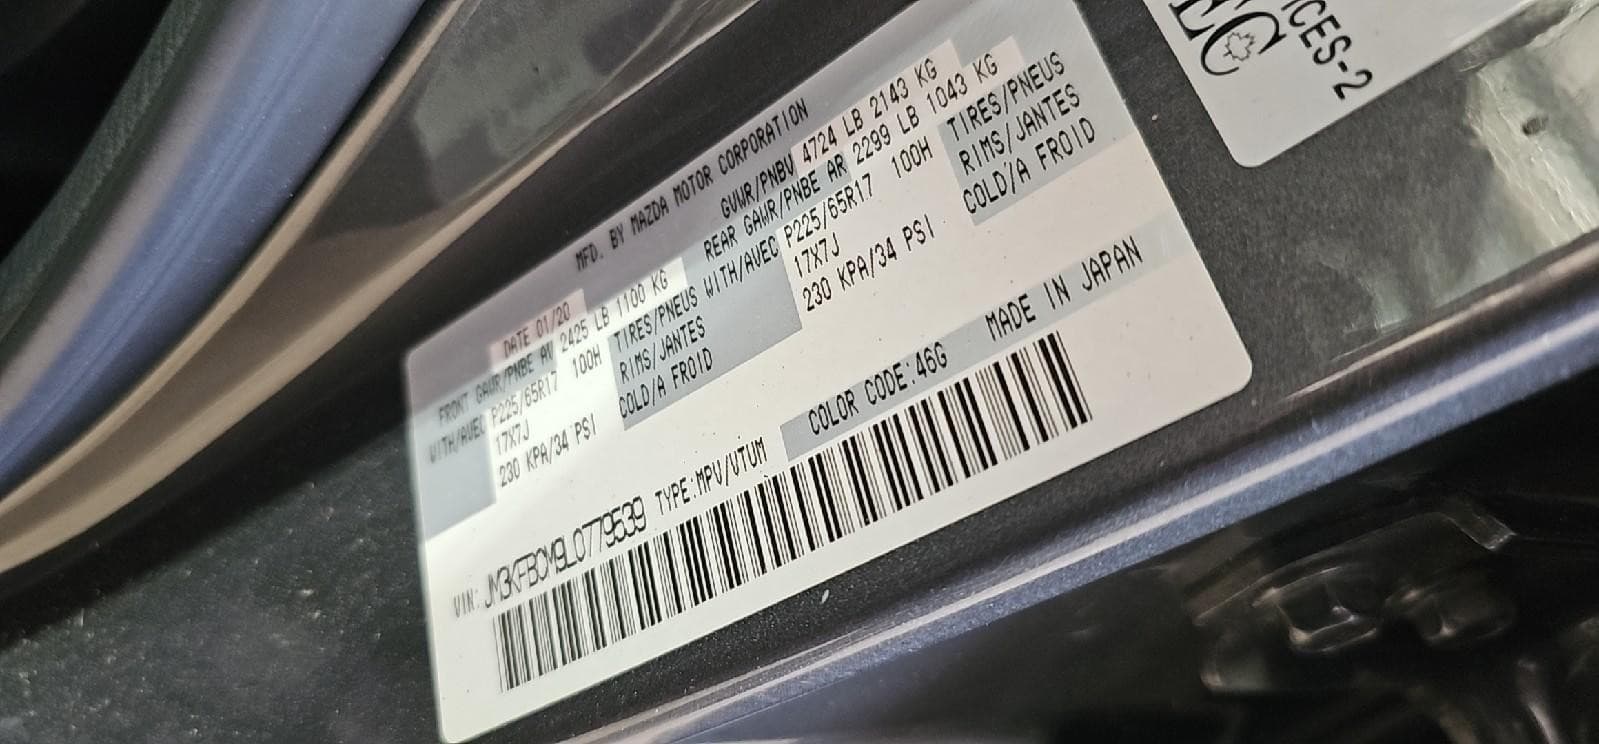 MFD. BY MAZDA MOTOR CORPORATION
DATE 01/20 GVWR/PNBV 4724 LB 2143 KG
FRONT GAWR/PNBE AV 2425 LB 1100 KG REAR GAWR/PNBE AR 2299 LB 1043 KG
WITH/AVEC P225/65R17 100H TIRES/PNEUS WITH/AVEC P225/65R17 100H TIRES/PNEUS
17X7J RIMS/JANTES 17X7J RIMS/JANTES
230 KPA/34 PSI COLD/A FROID 230 KPA/34 PSI COLD/A FROID
COLOR CODE:46G MADE IN JAPAN
VIN: JM3KFBCM9L0779539 TYPE:MPV/VTUM
CES-2